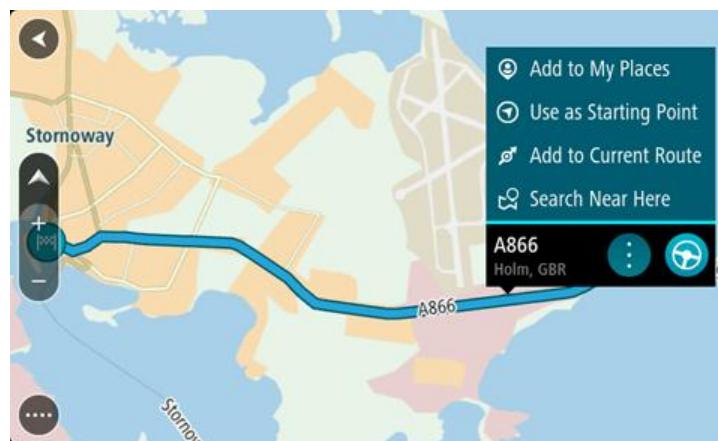 Add to My Places
Use as Starting Point
Add to Current Route
Search Near Here
Stornoway
A866
Holm, GBR
A866